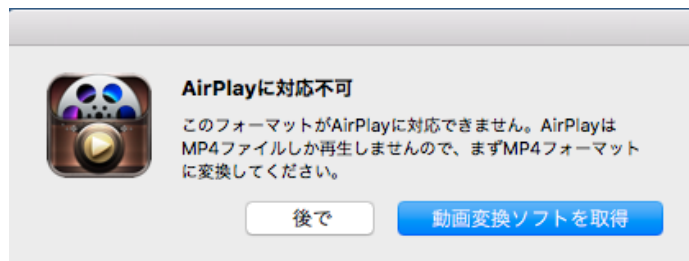 AirPlayに対応不可
このフォーマットがAirPlayに対応できません。AirPlayは
MP4ファイルしか再生しませんので、まずMP4フォーマット
に変換してください。
後で
動画変換ソフトを取得